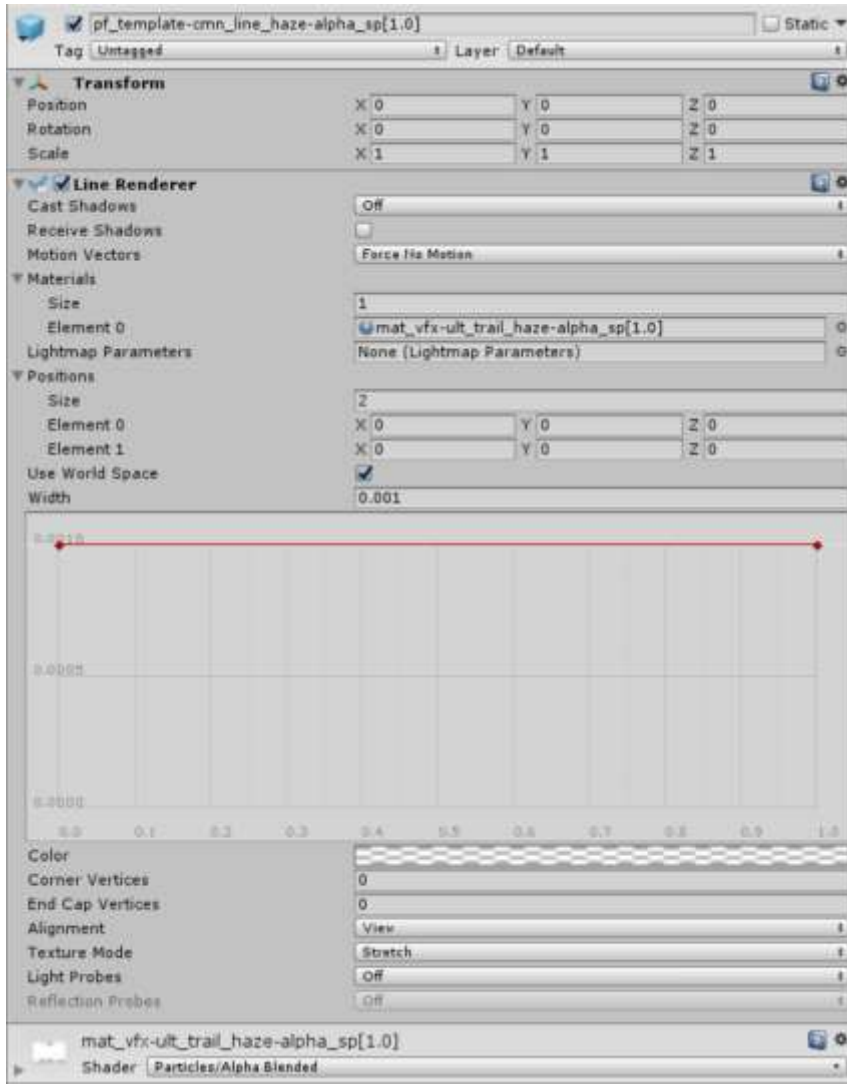 pf_template-cmn_line_haze-alpha_sp[1.0] Static
Tag Untagged Layer Default
Transform
Position X 0 Y 0 Z 0
Rotation X 0 Y 0 Z 0
Scale X 1 Y 1 Z 1
Line Renderer
Cast Shadows Off
Receive Shadows
Motion Vectors Force No Motion
Materials
Size 1
Element 0 mat_vfx-ult_trail_haze-alpha_sp[1.0]
Lightmap Parameters None (Lightmap Parameters)
Positions
Size 2
Element 0 X 0 Y 0 Z 0
Element 1 X 0 Y 0 Z 0
Use World Space
Width 0.001
0.0010
0.0005
0.0000
0.0 0.1 0.2 0.3 0.4 0.5 0.6 0.7 0.8 0.9 1.0
Color
Corner Vertices 0
End Cap Vertices 0
Alignment View
Texture Mode Stretch
Light Probes Off
Reflection Probes Off
mat_vfx-ult_trail_haze-alpha_sp[1.0]
Shader Particles/Alpha Blended